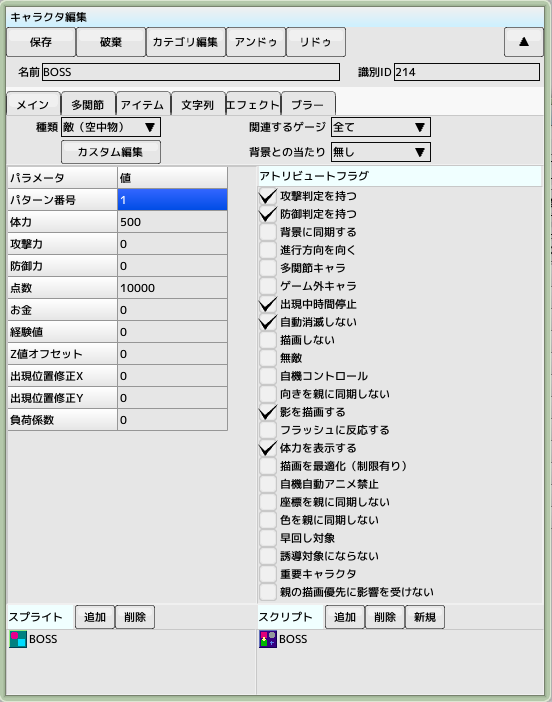 キャラクタ編集
保存 破棄 カテゴリ編集 アンドゥ リドゥ ▲
名前 BOSS 識別ID 214
メイン 多関節 アイテム 文字列 エフェクト ブラー
種類 敵（空中物） ▼ 関連するゲージ 全て ▼
カスタム編集 背景との当たり 無し ▼
パラメータ 値
パターン番号 1
体力 500
攻撃力 0
防御力 0
点数 10000
お金 0
経験値 0
Z値オフセット 0
出現位置修正X 0
出現位置修正Y 0
負荷係数 0
アトリビュートフラグ
攻撃判定を持つ
防御判定を持つ
背景に同期する
進行方向を向く
多関節キャラ
ゲーム外キャラ
出現中時間停止
自動消滅しない
描画しない
無敵
自機コントロール
向きを親に同期しない
影を描画する
フラッシュに反応する
体力を表示する
描画を最適化（制限有り）
自機自動アニメ禁止
座標を親に同期しない
色を親に同期しない
早回し対象
誘導対象にならない
重要キャラクタ
親の描画優先に影響を受けない
スプライト 追加 削除
BOSS
スクリプト 追加 削除 新規
BOSS